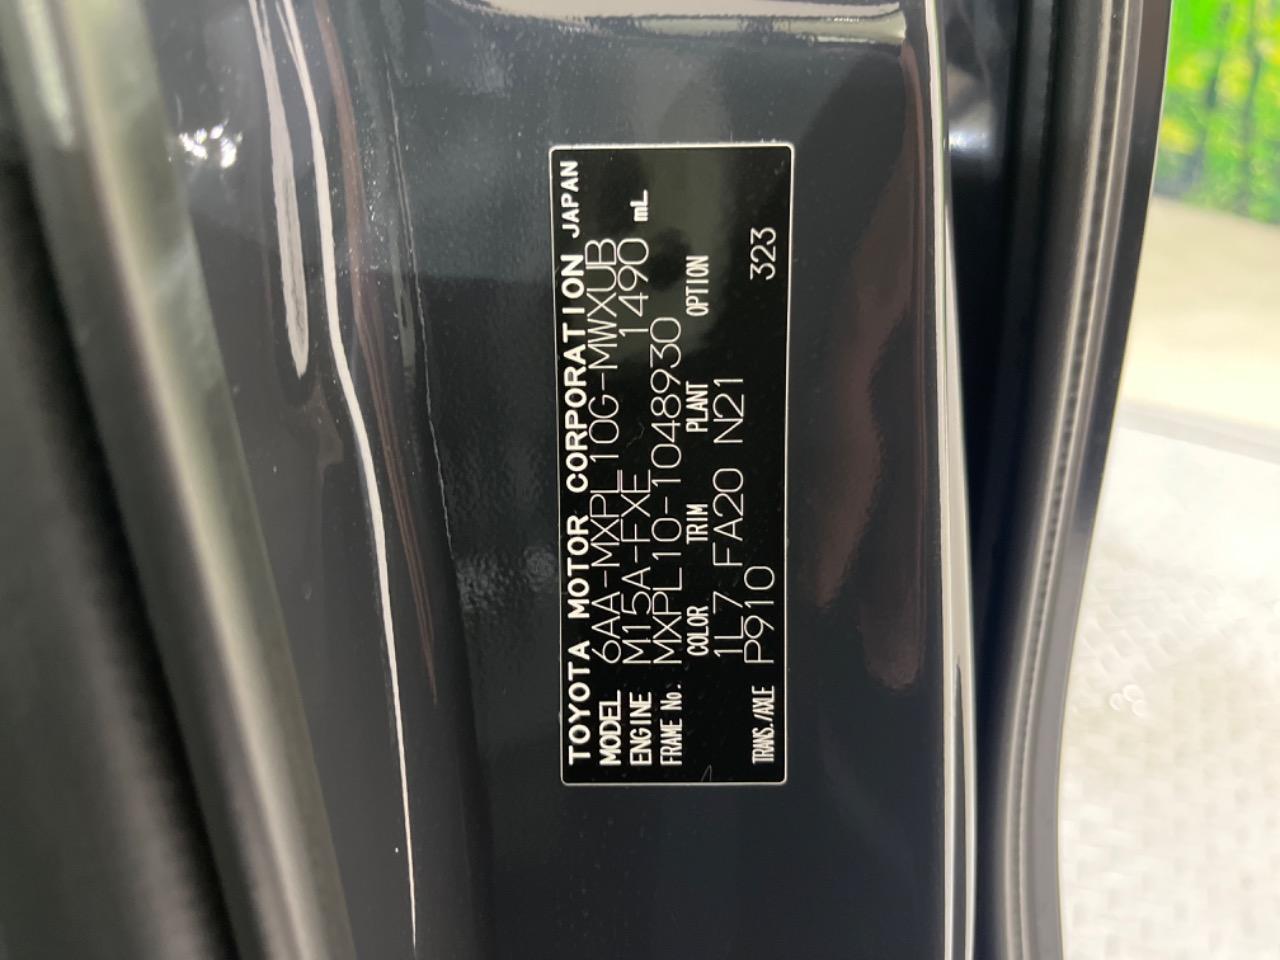 TOYOTA MOTOR CORPORATION JAPAN
MODEL 6AA-MXPL10G-MWXUB
ENGINE M15A-FXE 1490 mL
FRAME No. MXPL10-1048930
COLOR TRIM PLANT OPTION
1L7 FA20 N21
TRANS./AXLE P910 323